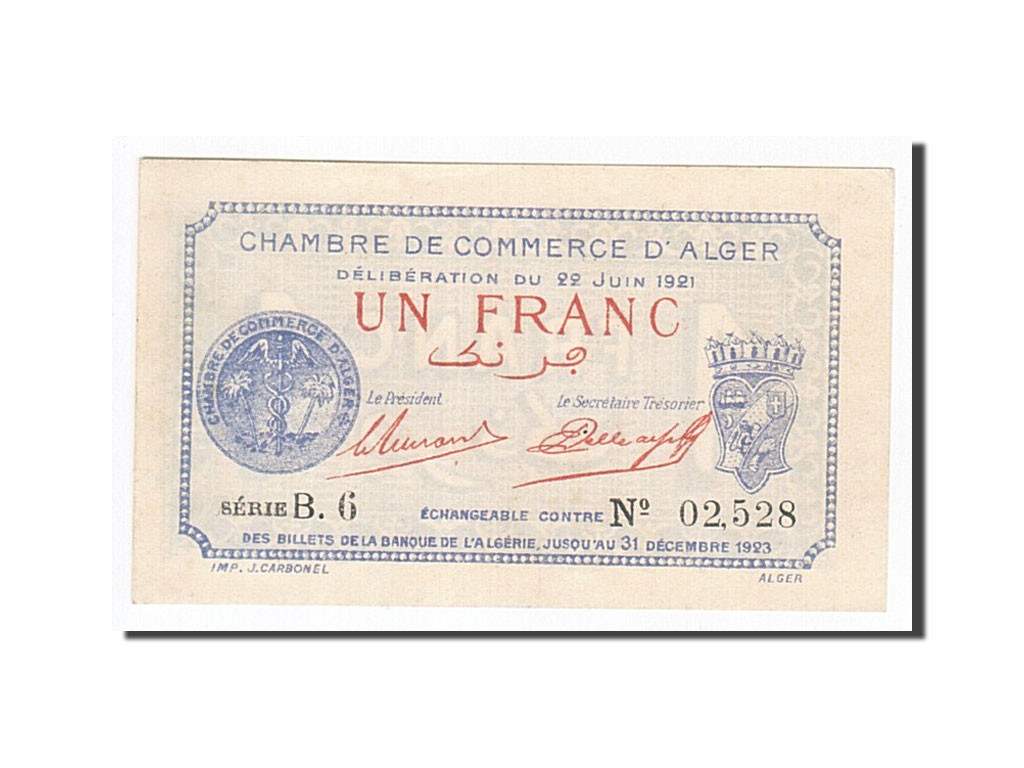 CHAMBRE DE COMMERCE D'ALGER
DÉLIBÉRATION DU 22 JUIN 1921
UN FRANC
فرنك
CHAMBRE DE COMMERCE D'ALGER
Le Président
Le Secrétaire Trésorier
SÉRIE B. 6
ÉCHANGEABLE CONTRE Nº 02,528
DES BILLETS DE LA BANQUE DE L'ALGÉRIE, JUSQU'AU 31 DÉCEMBRE 1923
IMP. J. CARBONEL
ALGER